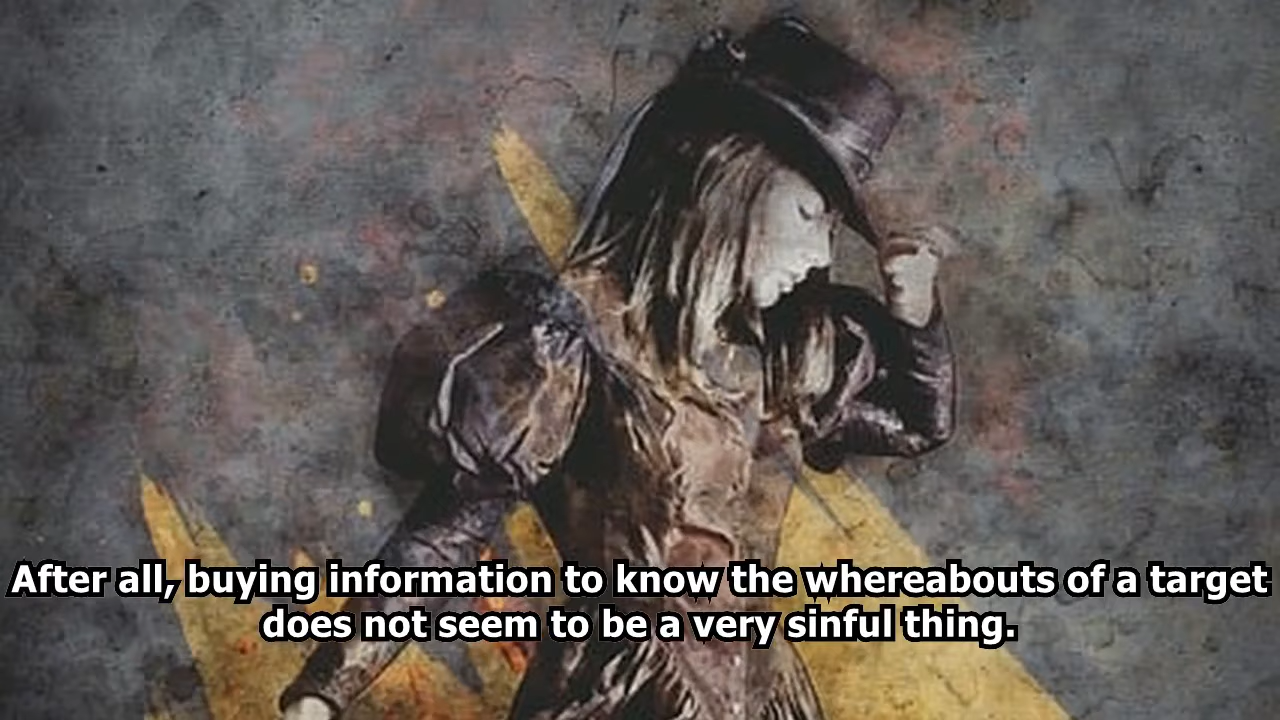 After all, buying information to know the whereabouts of a target
does not seem to be a very sinful thing.